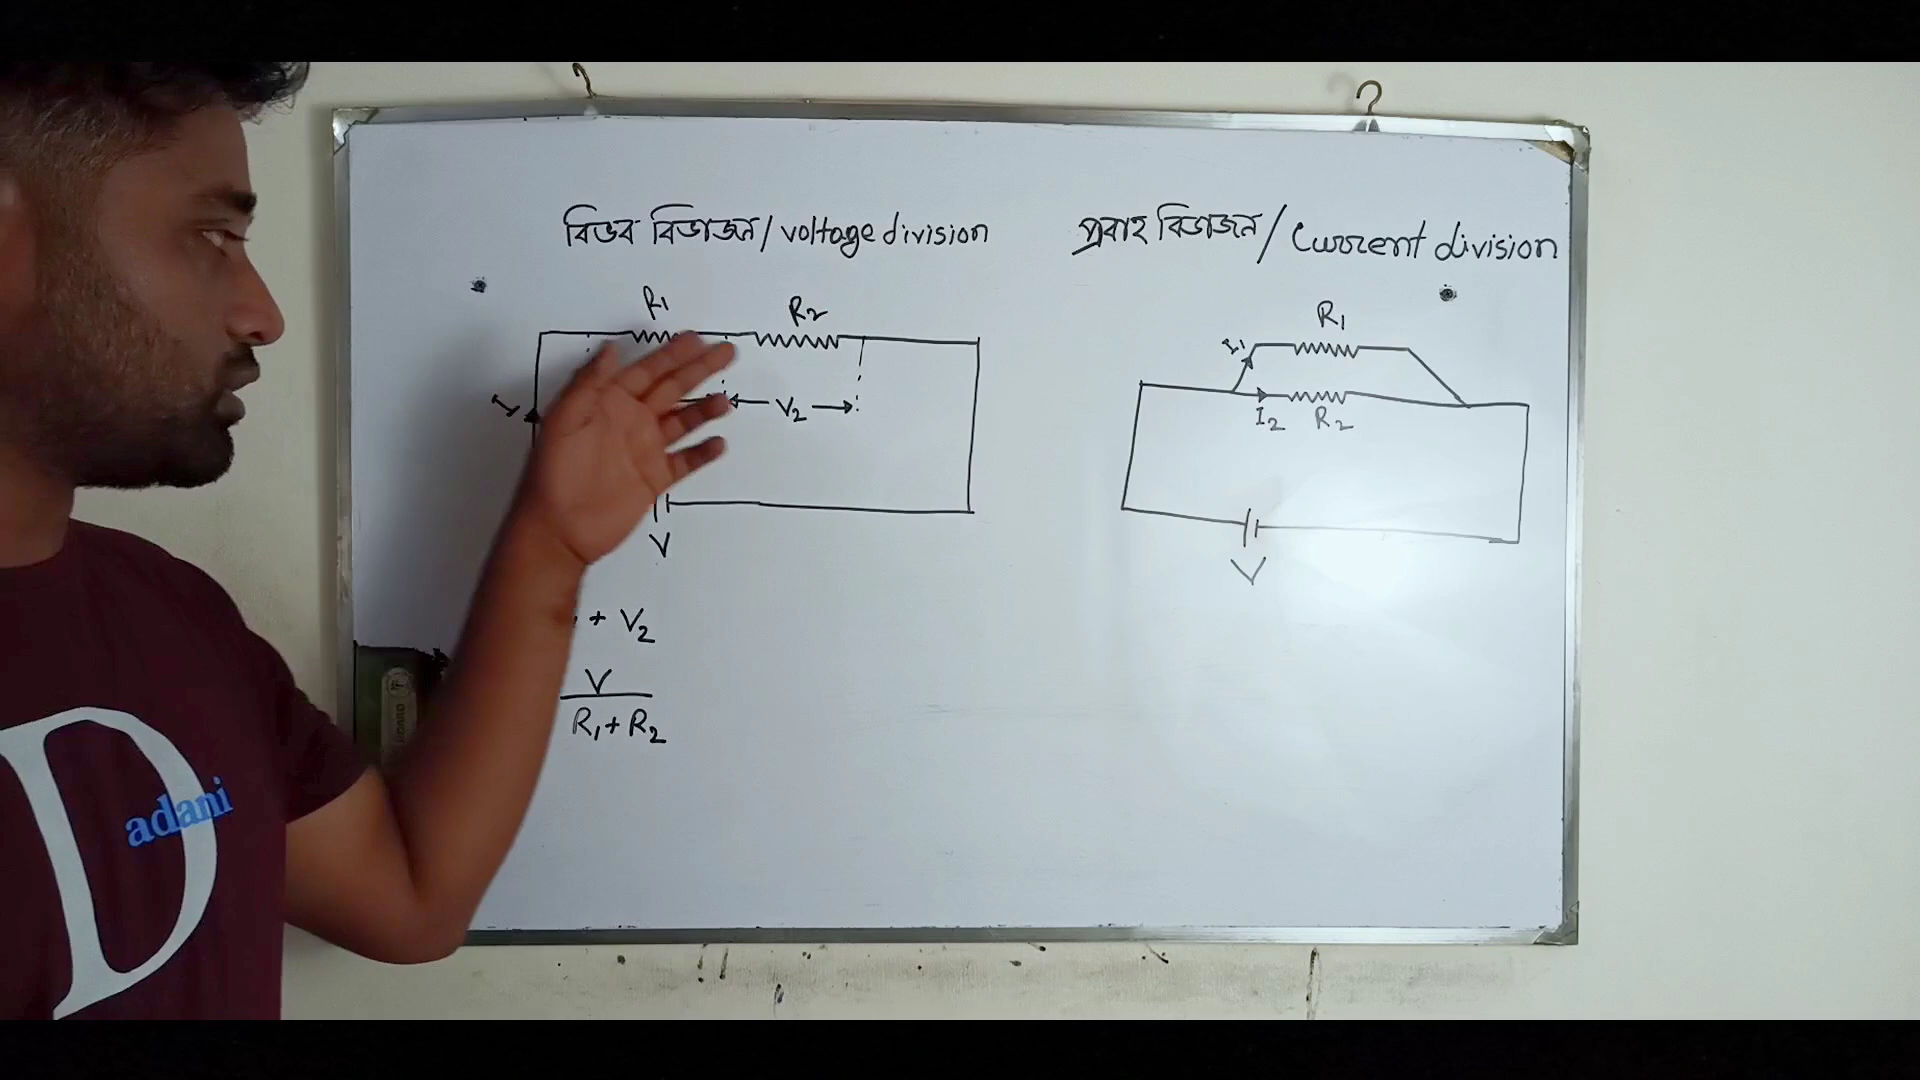 বিভব বিভাজন / voltage division
R₁
R₂
I
V₂
V
+ V₂
V
R₁ + R₂
প্রবাহ বিভাজন / Current division
R₁
I₁
I₂
R₂
V
D
adani